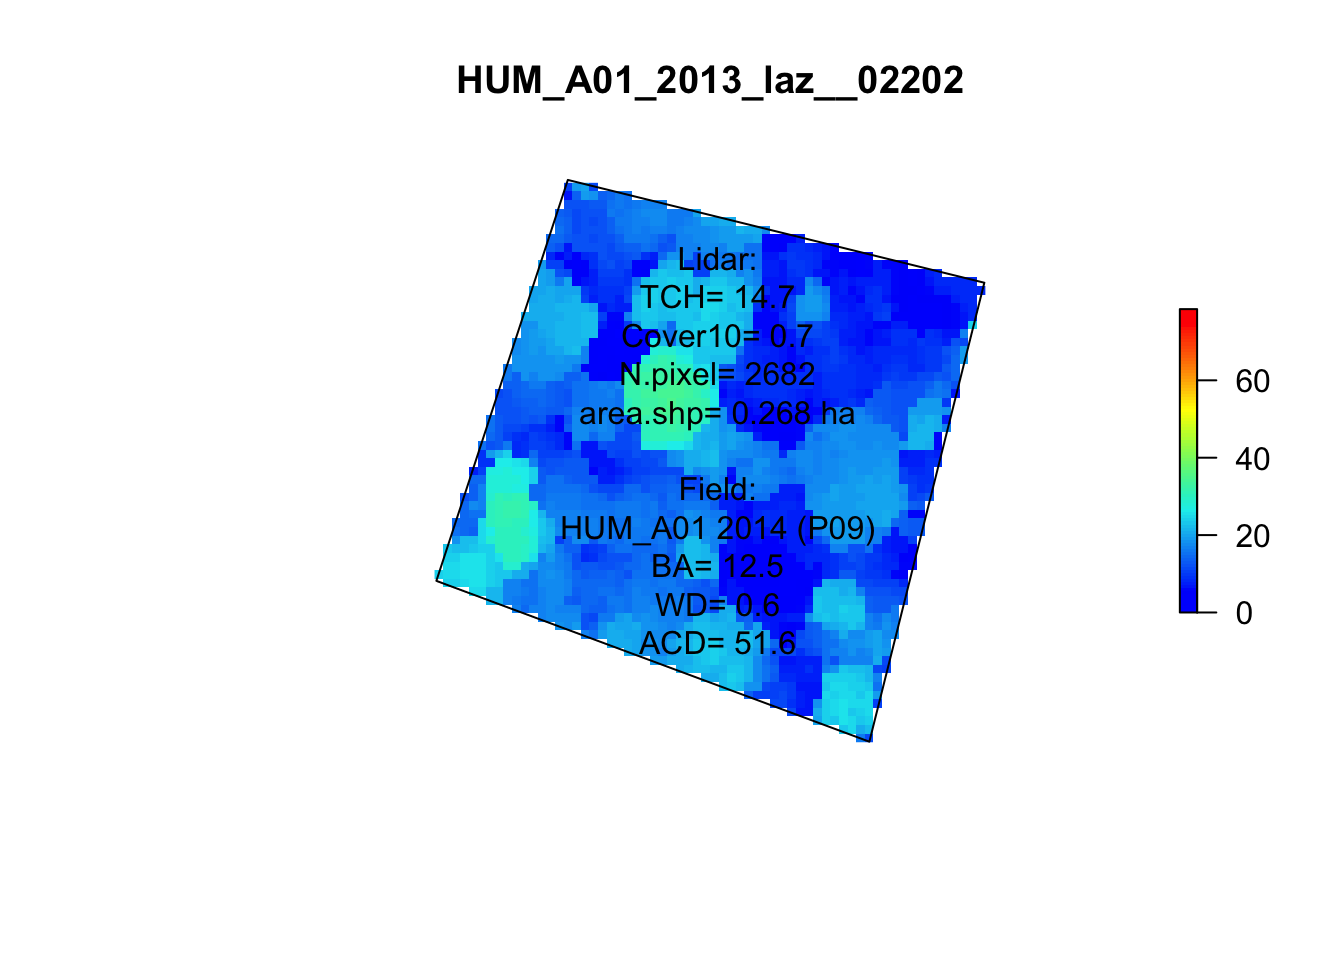 HUM_A01_2013_laz__02202
Lidar:
TCH= 14.7
Cover10= 0.7
N.pixel= 2682
area.shp= 0.268 ha
Field:
HUM_A01 2014 (P09)
BA= 12.5
WD= 0.6
ACD= 51.6
60
40
20
0